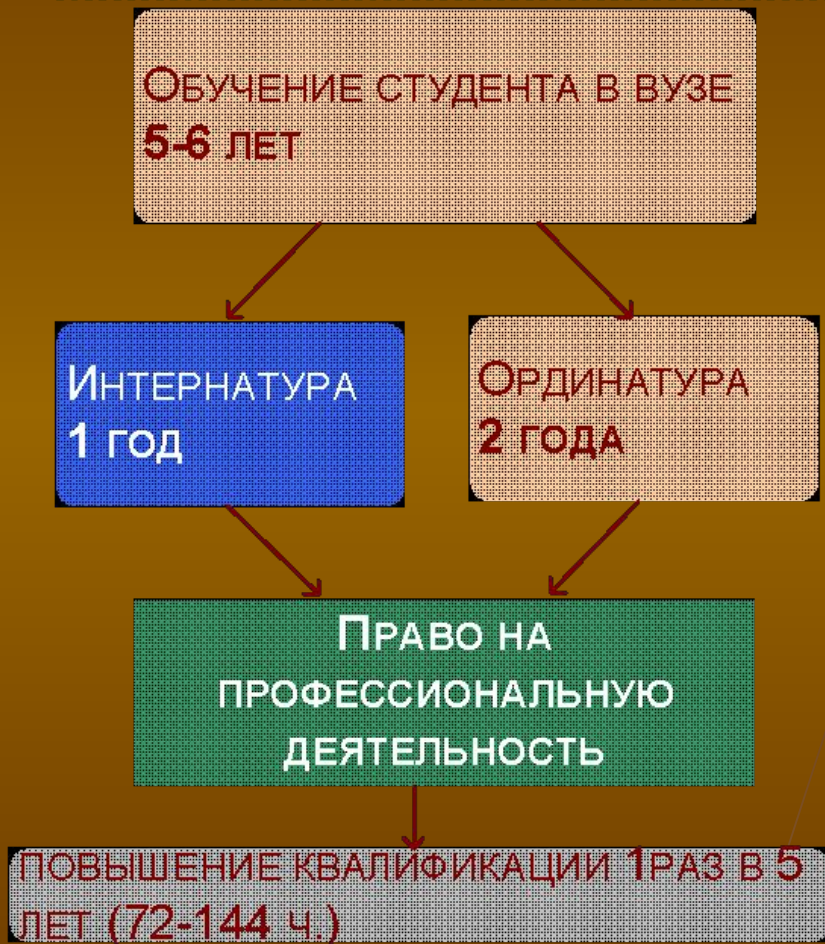 Обучение студента в вузе
5-6 лет
Интернатура
1 год
Ординатура
2 года
Право на
профессиональную
деятельность
повышение квалификации 1раз в 5
лет (72-144 ч.)